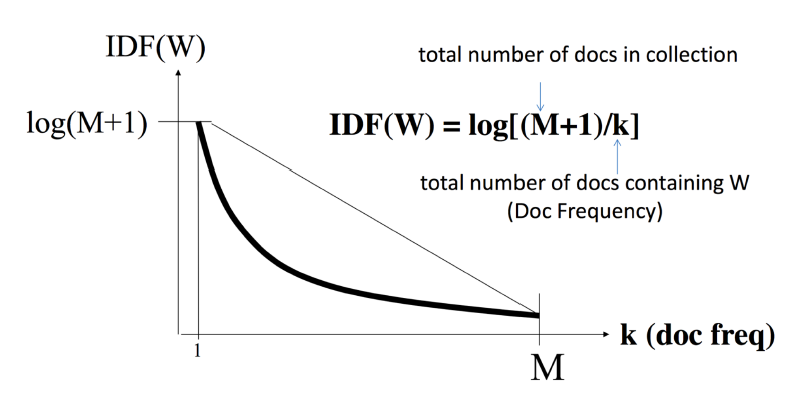 IDF(W)
total number of docs in collection
log(M+1)
IDF(W) = log[(M+1)/k]
total number of docs containing W
(Doc Frequency)
k (doc freq)
1
M